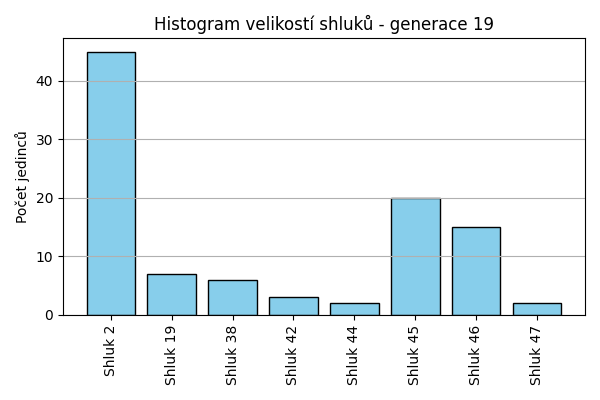 Histogram velikostí shluků - generace 19
Počet jedinců
40
30
20
10
0
Shluk 2
Shluk 19
Shluk 38
Shluk 42
Shluk 44
Shluk 45
Shluk 46
Shluk 47